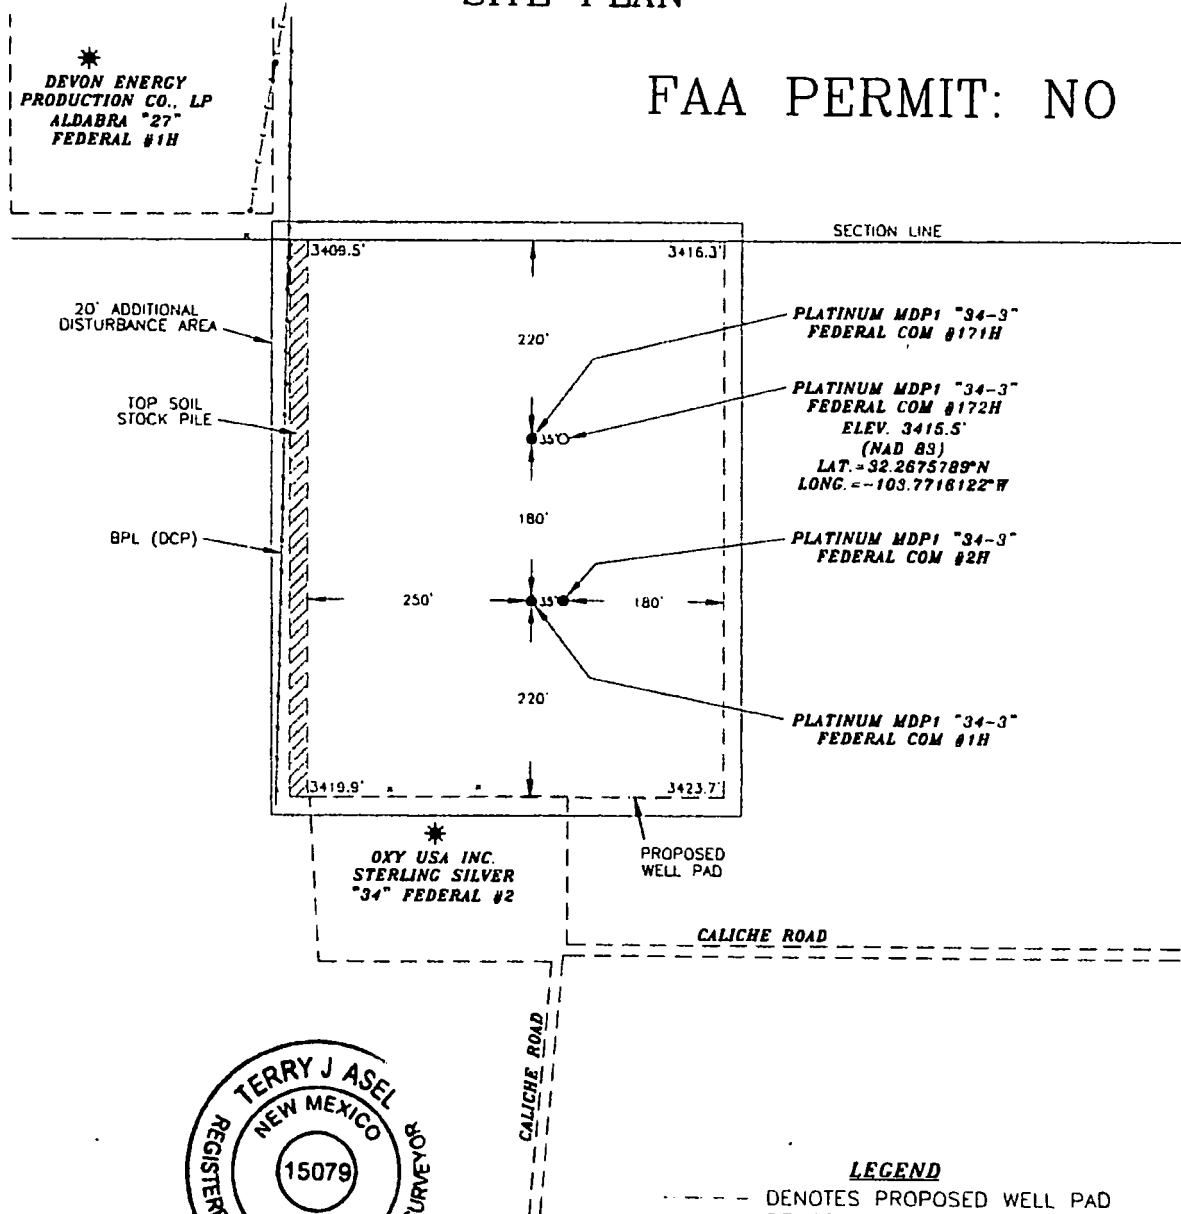 SITE PLAN
FAA PERMIT: NO
DEVON ENERGY
PRODUCTION CO., LP
ALDABRA "27"
FEDERAL #1H
SECTION LINE
3409.5'
3416.3'
20' ADDITIONAL
DISTURBANCE AREA
220'
PLATINUM MDP1 "34-3"
FEDERAL COM #171H
TOP SOIL
STOCK PILE
35'
PLATINUM MDP1 "34-3"
FEDERAL COM #172H
ELEV. 3415.5'
(NAD 83)
LAT.=32.2675789°N
LONG.=-103.7716122°W
180'
BPL (DCP)
PLATINUM MDP1 "34-3"
FEDERAL COM #2H
250'
35'
180'
220'
PLATINUM MDP1 "34-3"
FEDERAL COM #1H
3419.9'
3423.7'
OXY USA INC.
STERLING SILVER
"34" FEDERAL #2
PROPOSED
WELL PAD
CALICHE ROAD
CALICHE ROAD
TERRY J ASEL
NEW MEXICO
15079
LEGEND
DENOTES PROPOSED WELL PAD